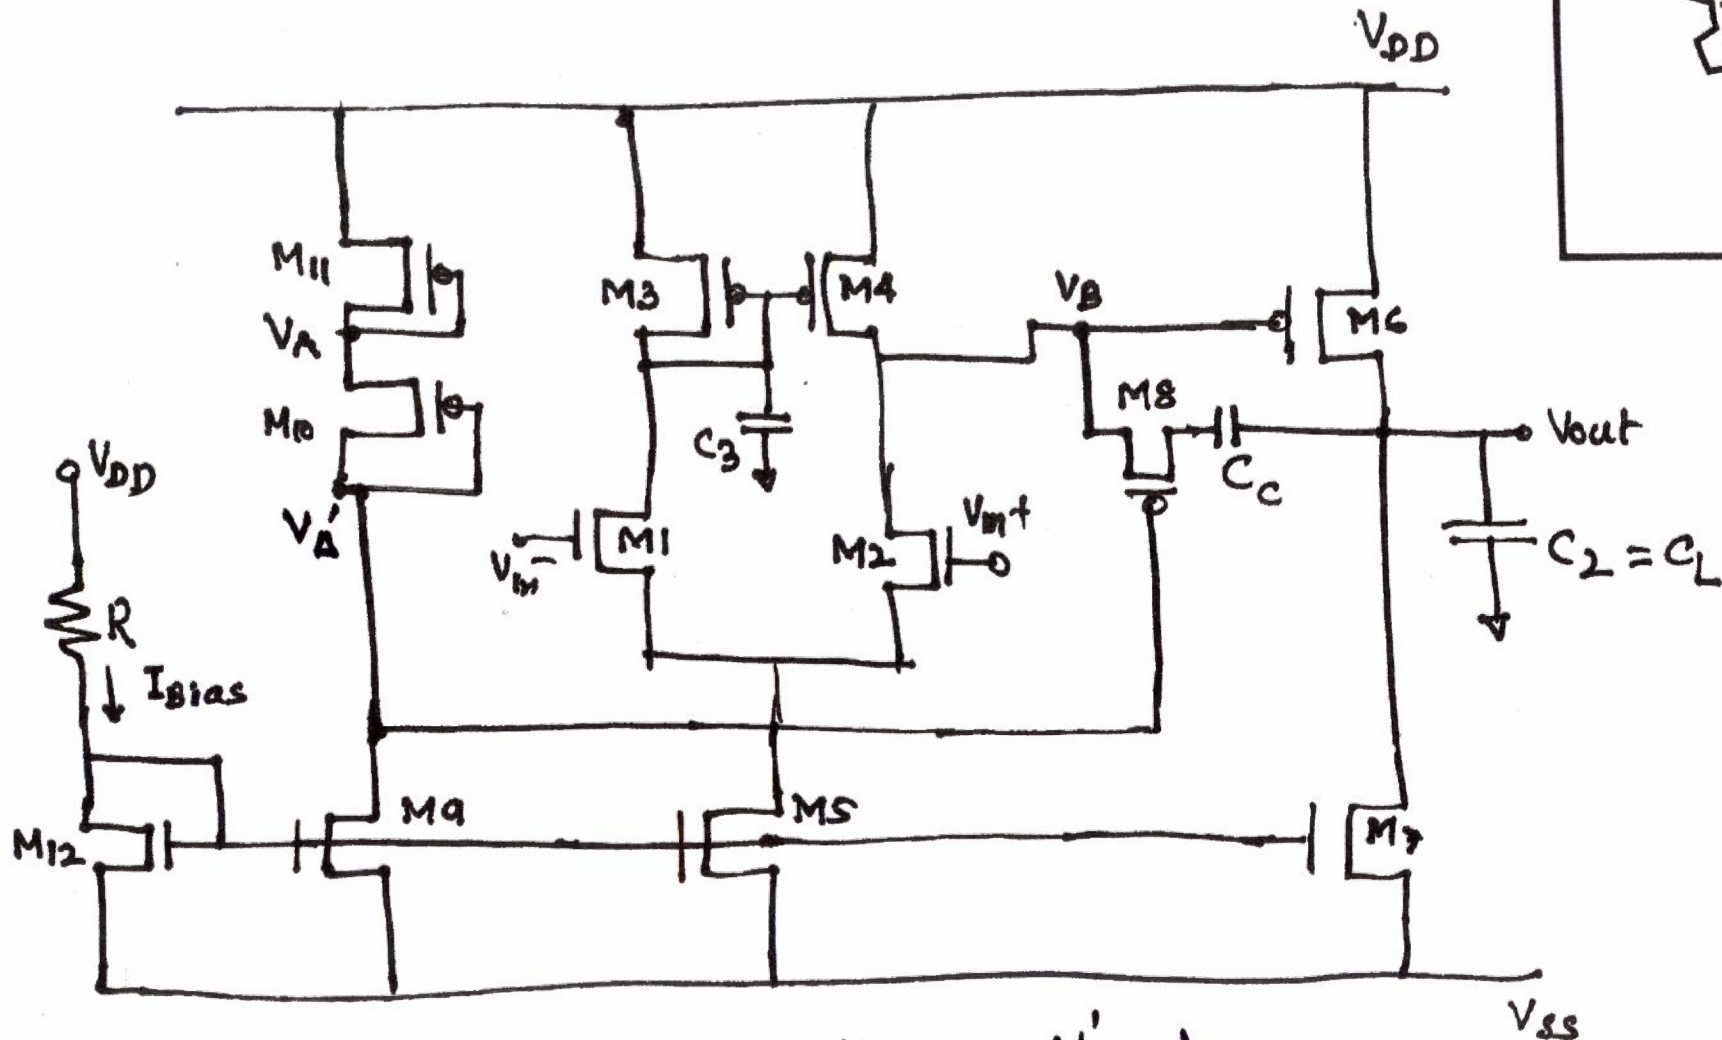 VDD
M11
M3
M4
VB
M6
VA
M8
M10
C3
Vout
VDD
Cc
VA'
Vin-
M1
M2
Vin+
C2 = CL
R
IBias
M9
M5
M12
M7
VSS